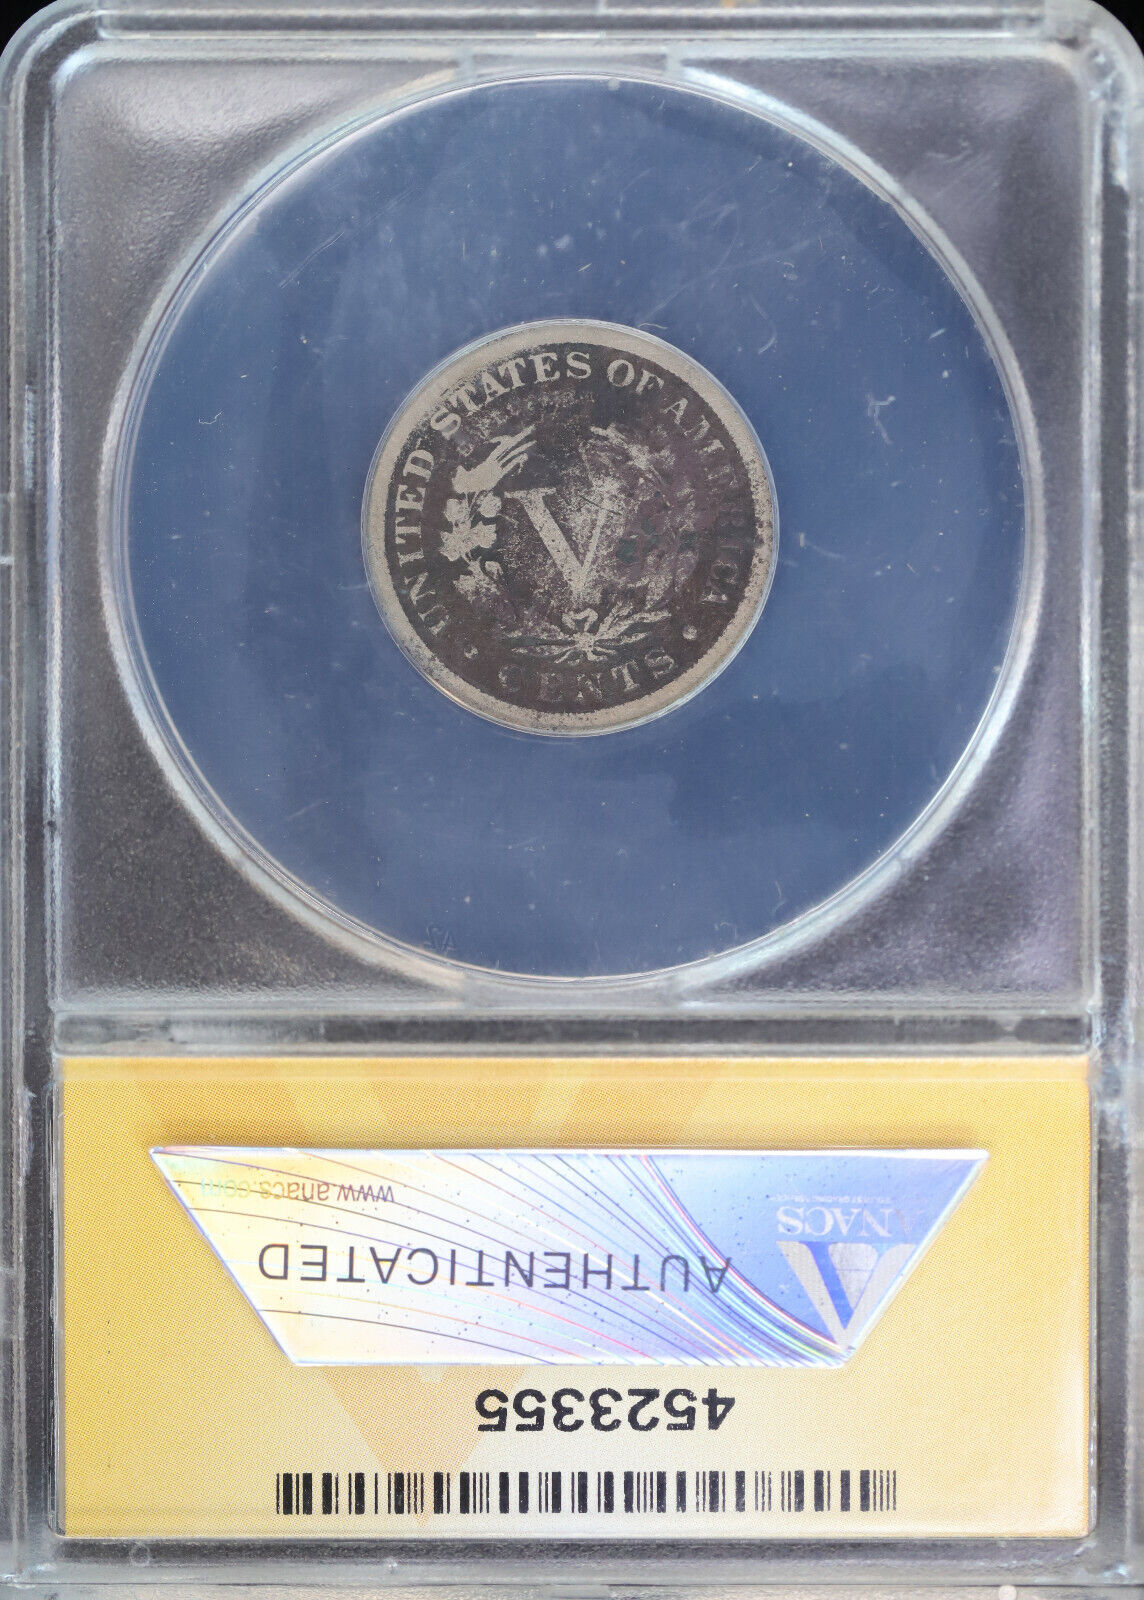 UNITED STATES OF AMERICA
V
CENTS
www.anacs.com
ANACS
AUTHENTICATED
4523355